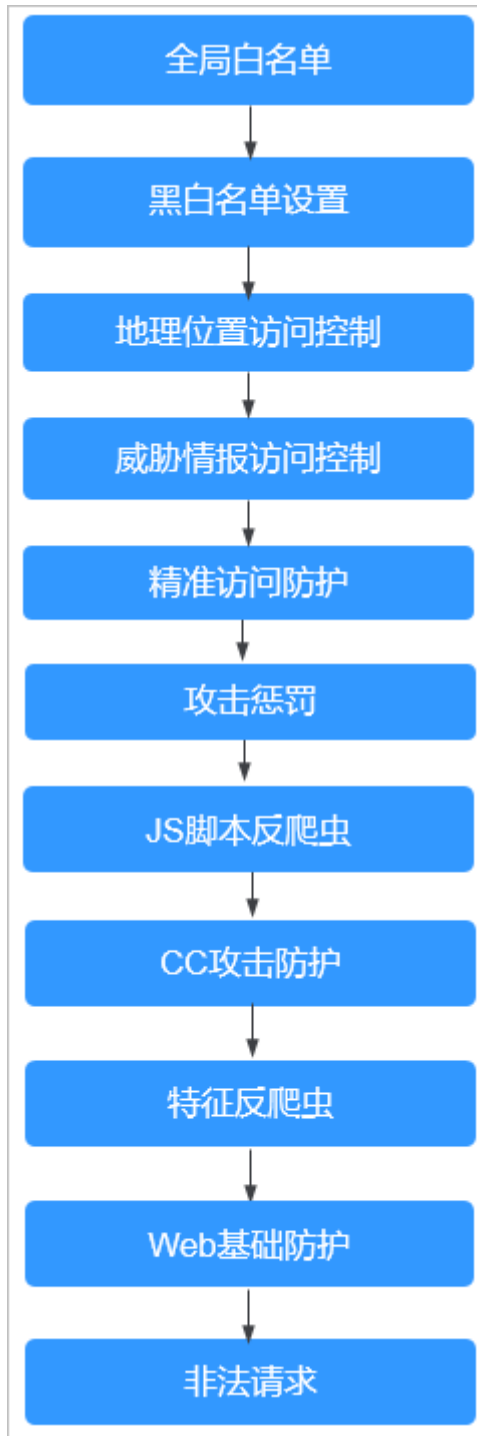 全局白名单
黑白名单设置
地理位置访问控制
威胁情报访问控制
精准访问防护
攻击惩罚
JS脚本反爬虫
CC攻击防护
特征反爬虫
Web基础防护
非法请求